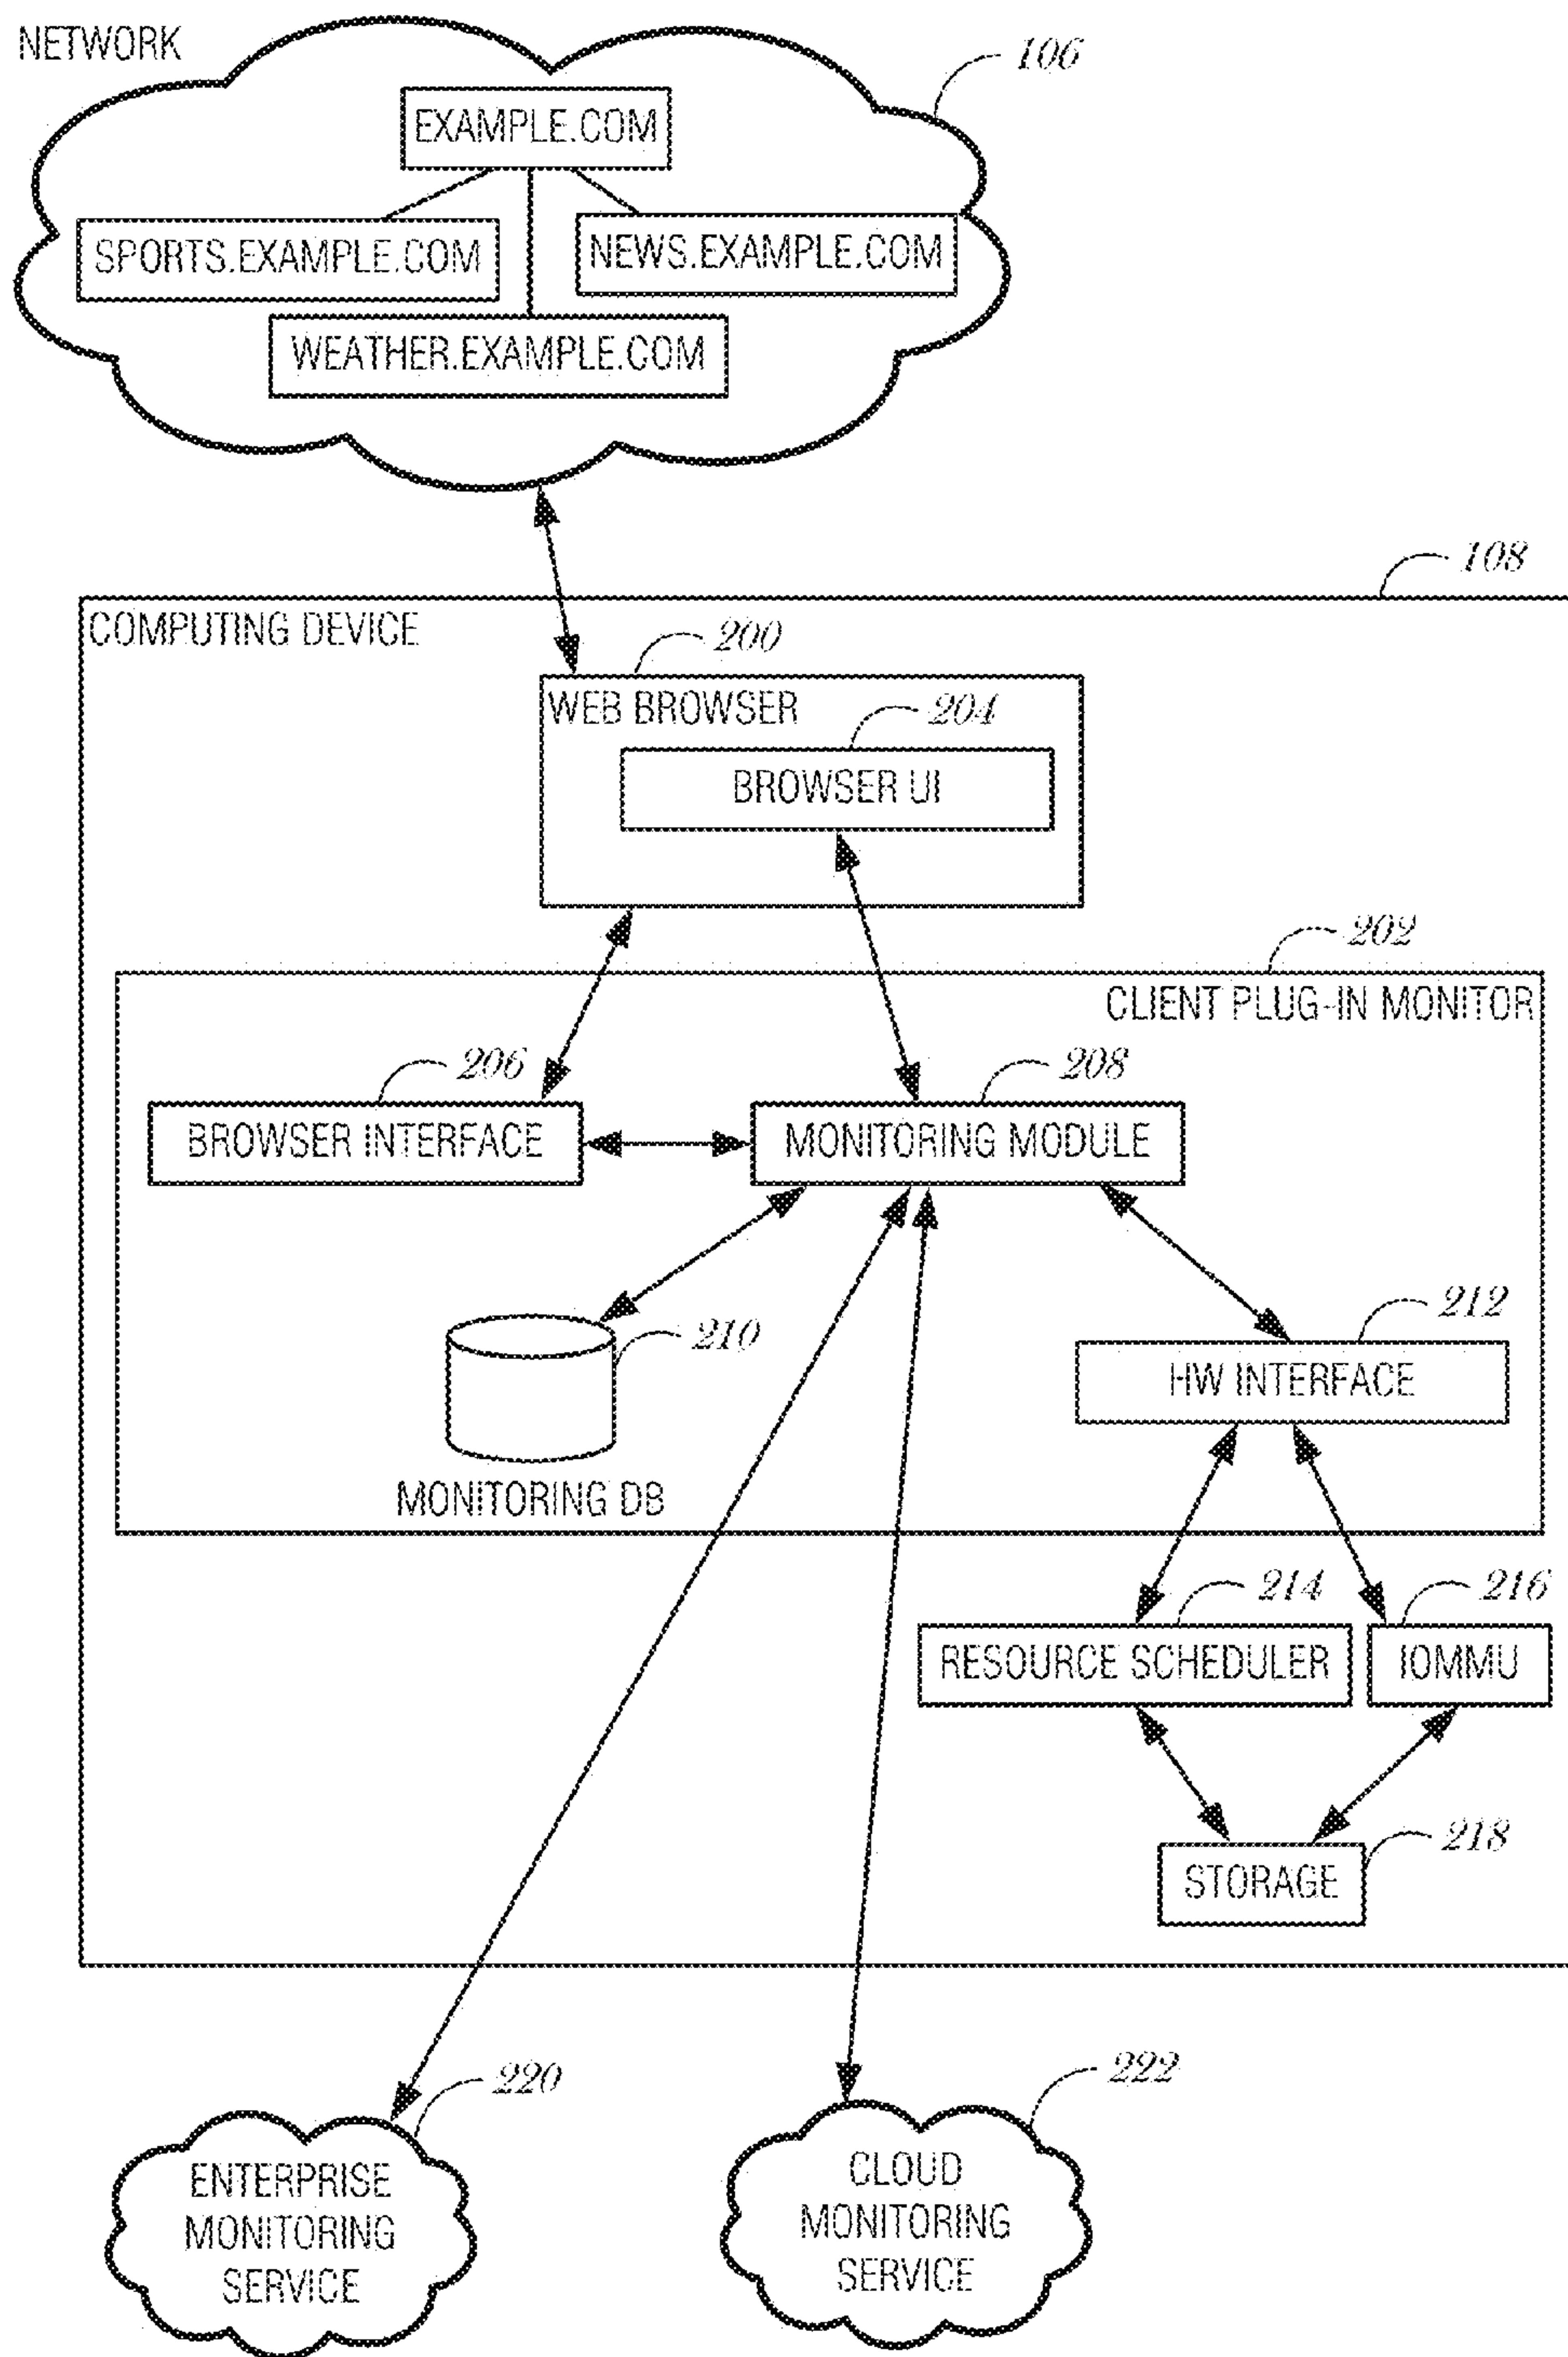 NETWORK
106
EXAMPLE.COM
SPORTS.EXAMPLE.COM
NEWS.EXAMPLE.COM
WEATHER.EXAMPLE.COM
108
COMPUTING DEVICE
200
WEB BROWSER
204
BROWSER UI
202
CLIENT PLUG-IN MONITOR
206
208
BROWSER INTERFACE
MONITORING MODULE
210
212
HW INTERFACE
MONITORING DB
214
216
RESOURCE SCHEDULER
IOMMU
218
STORAGE
220
222
ENTERPRISE
MONITORING
SERVICE
CLOUD
MONITORING
SERVICE